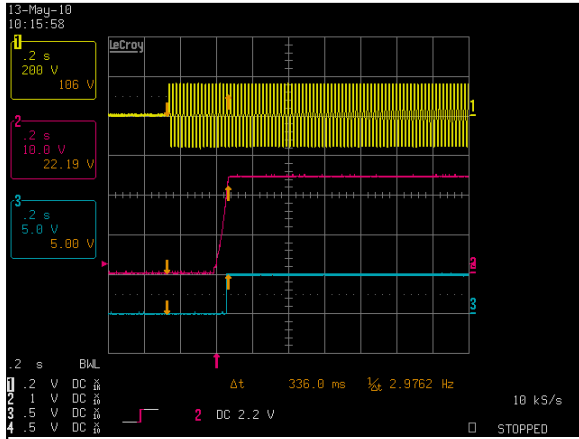 13-May-10
10:15:58
LeCroy
1
.2 s
200 V
106 V
2
.2 s
10.0 V
22.19 V
3
.2 s
5.0 V
5.00 V
1
2
3
.2 s BWL
1 .2 V DC
2 1 V DC
3 .5 V DC
4 .5 V DC
Δt 336.0 ms 1/Δt 2.9762 Hz
2 DC 2.2 V
10 kS/s
STOPPED